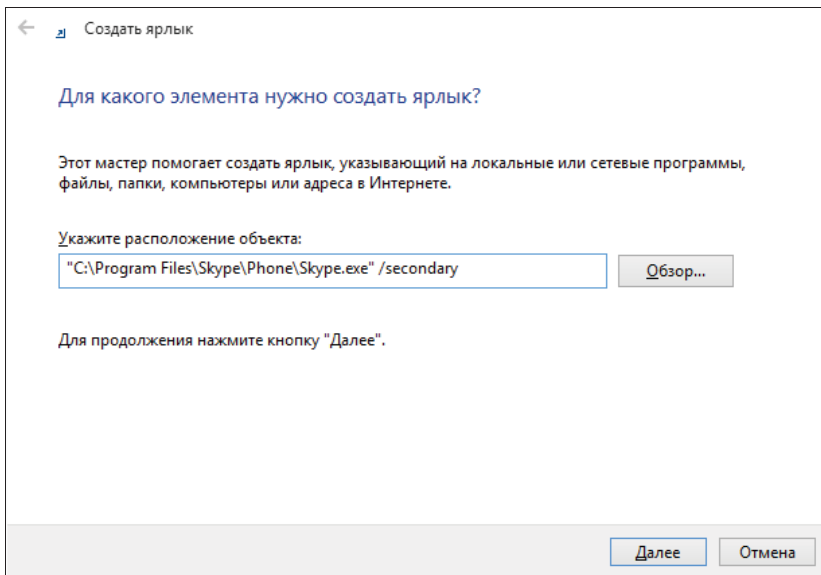 Создать ярлык
Для какого элемента нужно создать ярлык?
Этот мастер помогает создать ярлык, указывающий на локальные или сетевые программы,
файлы, папки, компьютеры или адреса в Интернете.
Укажите расположение объекта:
"C:\Program Files\Skype\Phone\Skype.exe" /secondary
Обзор...
Для продолжения нажмите кнопку "Далее".
Далее
Отмена